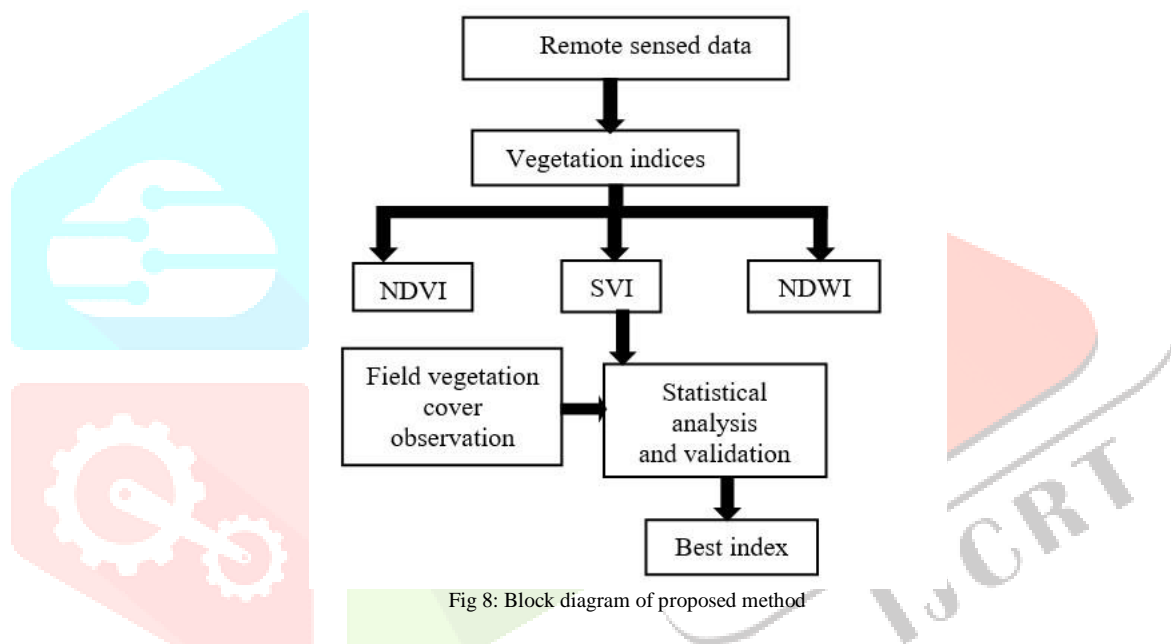 Remote sensed data
Vegetation indices
NDVI
SVI
NDWI
Field vegetation
cover
observation
Statistical
analysis
and validation
Best index
Fig 8: Block diagram of proposed method
IJCRT